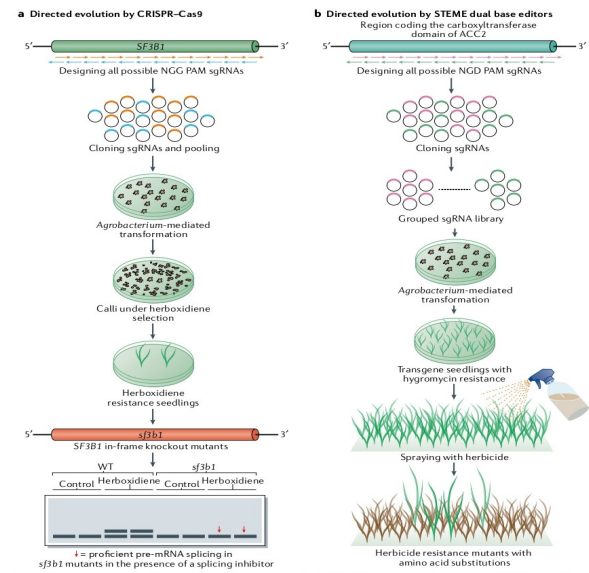 a Directed evolution by CRISPR–Cas9
5′
SF3B1
3′
Designing all possible NGG PAM sgRNAs
Cloning sgRNAs and pooling
Agrobacterium-mediated
transformation
Calli under herboxidiene
selection
Herboxidiene
resistance seedlings
5′
sf3b1
3′
SF3B1 in-frame knockout mutants
WT
sf3b1
Control
Herboxidiene
Control
Herboxidiene
↓ = proficient pre-mRNA splicing in
sf3b1 mutants in the presence of a splicing inhibitor
b Directed evolution by STEME dual base editors
Region coding the carboxyltransferase
domain of ACC2
5′
3′
Designing all possible NGD PAM sgRNAs
Cloning sgRNAs
Grouped sgRNA library
Agrobacterium-mediated
transformation
Transgene seedlings with
hygromycin resistance
Spraying with herbicide
Herbicide resistance mutants with
amino acid substitutions